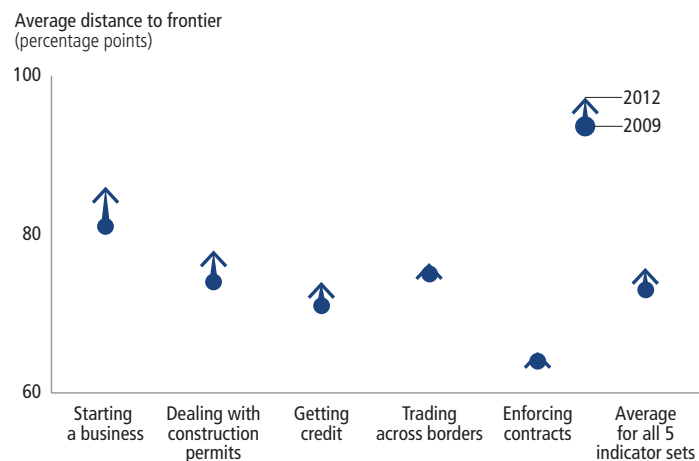 Average distance to frontier
(percentage points)
100
2012
2009
80
60
Starting
a business
Dealing with
construction
permits
Getting
credit
Trading
across borders
Enforcing
contracts
Average
for all 5
indicator sets